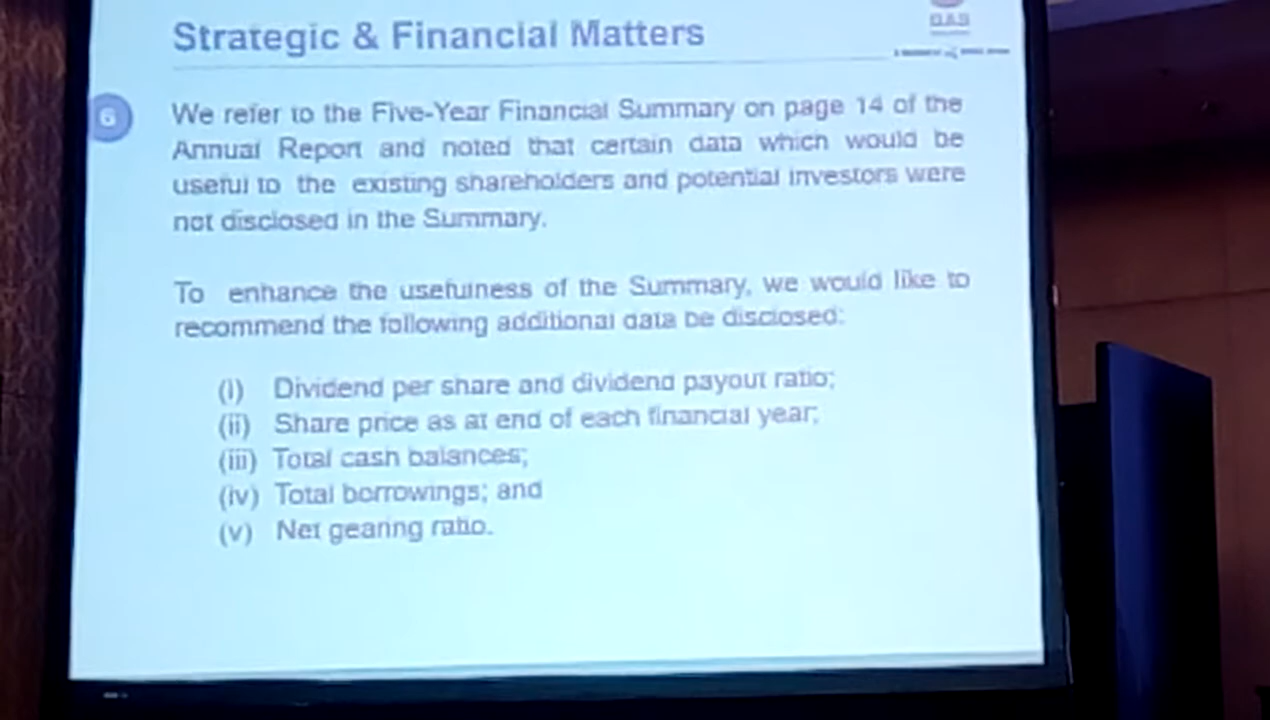 Strategic & Financial Matters
GAS
6
We refer to the Five-Year Financial Summary on page 14 of the
Annual Report and noted that certain data which would be
useful to the existing shareholders and potential investors were
not disclosed in the Summary.
To enhance the usefulness of the Summary, we would like to
recommend the following additional data be disclosed:
(i) Dividend per share and dividend payout ratio;
(ii) Share price as at end of each financial year;
(iii) Total cash balances;
(iv) Total borrowings; and
(v) Net gearing ratio.